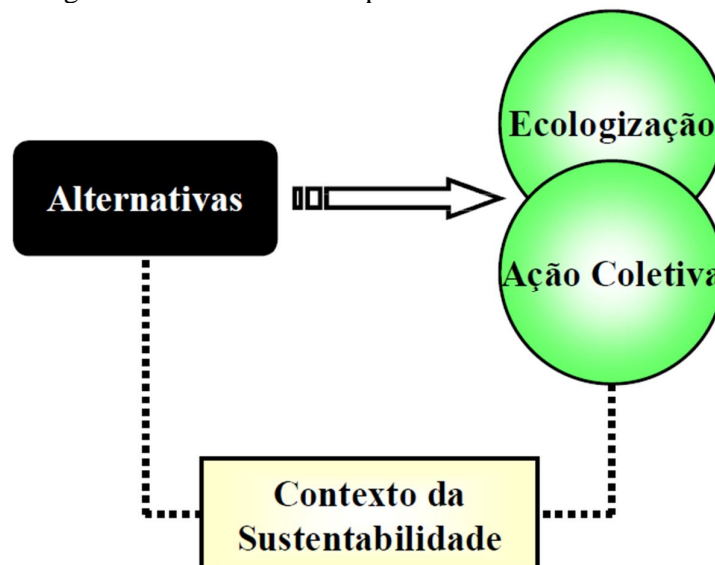 Ecologização
Alternativas
Ação Coletiva
Contexto da
Sustentabilidade